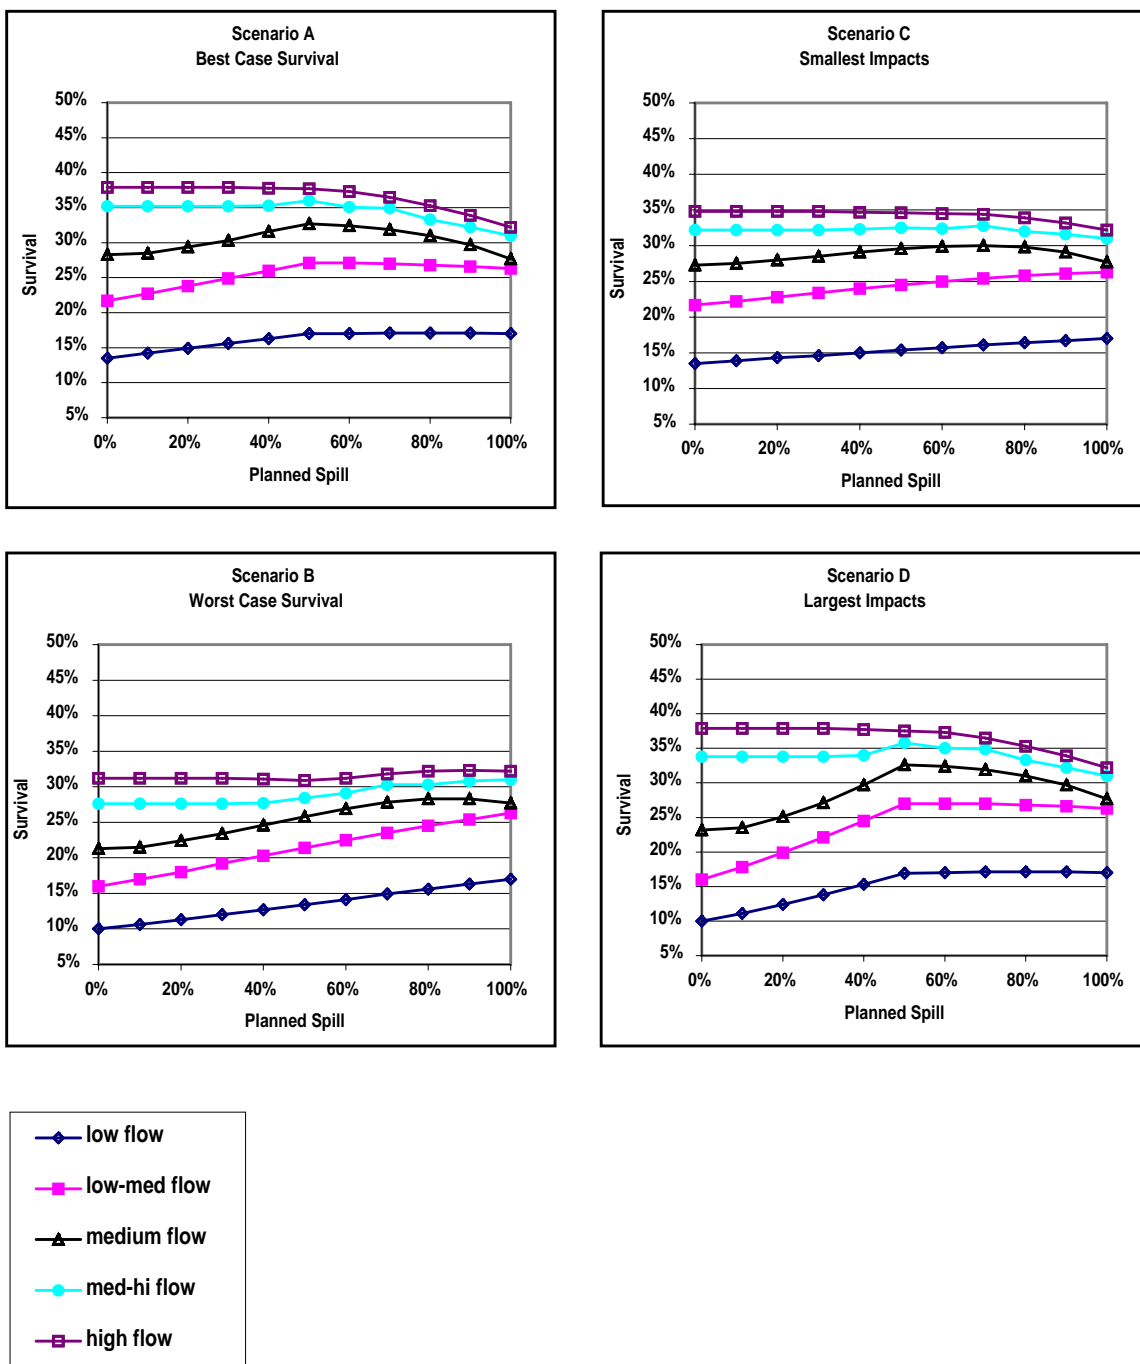 Scenario A
Best Case Survival
50%
45%
40%
35%
30%
25%
20%
15%
10%
5%
Survival
0% 20% 40% 60% 80% 100%
Planned Spill
Scenario C
Smallest Impacts
50%
45%
40%
35%
30%
25%
20%
15%
10%
5%
Survival
0% 20% 40% 60% 80% 100%
Planned Spill
Scenario B
Worst Case Survival
50%
45%
40%
35%
30%
25%
20%
15%
10%
5%
Survival
0% 20% 40% 60% 80% 100%
Planned Spill
Scenario D
Largest Impacts
50%
45%
40%
35%
30%
25%
20%
15%
10%
5%
Survival
0% 20% 40% 60% 80% 100%
Planned Spill
low flow
low-med flow
medium flow
med-hi flow
high flow